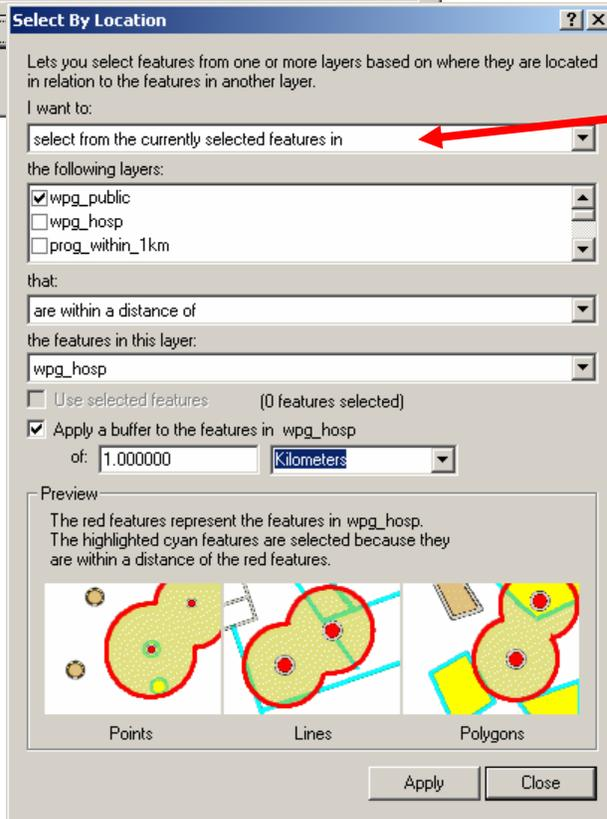 Select By Location
Lets you select features from one or more layers based on where they are located
in relation to the features in another layer.
I want to:
select from the currently selected features in
the following layers:
wpg_public
wpg_hosp
prog_within_1km
that:
are within a distance of
the features in this layer:
wpg_hosp
Use selected features (0 features selected)
Apply a buffer to the features in wpg_hosp
of: 1.000000 Kilometers
Preview
The red features represent the features in wpg_hosp.
The highlighted cyan features are selected because they
are within a distance of the red features.
Points Lines Polygons
Apply Close